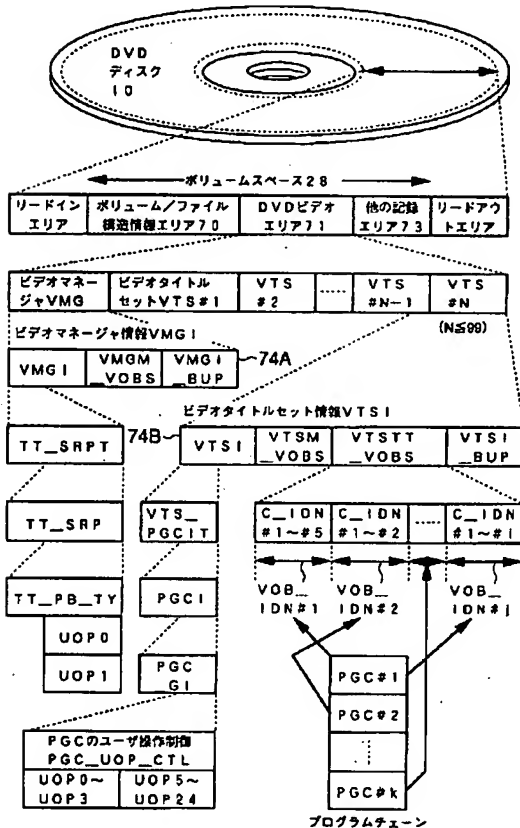 DVD
ディスク
10
ボリュームスペース28
リードイン
エリア
ボリューム/ファイル
構造情報エリア70
DVDビデオ
エリア71
他の記録
エリア73
リードアウ
トエリア
ビデオマネー
ジャVMG
ビデオタイトル
セットVTS#1
VTS
#2
……
VTS
#N-1
VTS
#N
(N≦99)
ビデオマネージャ情報VMGI
VMGI
VMGM
_VOBS
VMGI
_BUP
74A
ビデオタイトルセット情報VTSI
74B
VTSI
VTSM
_VOBS
VTSTT
_VOBS
VTSI
_BUP
TT_SRPT
TT_SRP
TT_PB_TY
UOP0
UOP1
VTS_
PGCIT
PGCI
PGC
_GI
PGCのユーザ操作制御
PGC_UOP_CTL
UOP0~
UOP3
UOP5~
UOP24
C_IDN
#1~#5
C_IDN
#1~#2
……
C_IDN
#1~#i
VOB_
IDN#1
VOB_
IDN#2
VOB_
IDN#j
PGC#1
PGC#2
PGC#k
プログラムチェーン